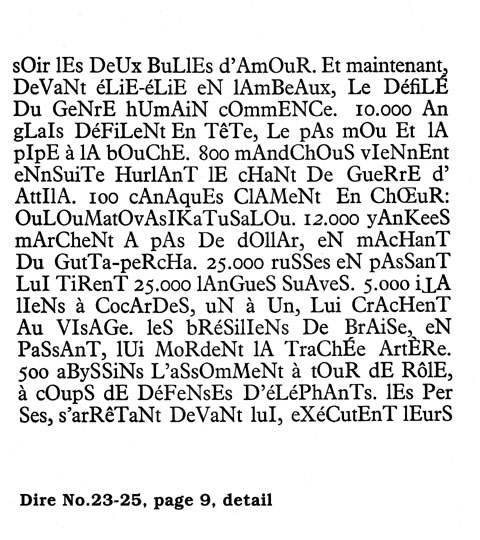 sOir lEs DeUx BuLlEs d’AmOuR. Et maintenant,
DeVaNt éLiE-éLiE eN lAmBeAux, Le DéfiLÉ
Du GeNrE hUmAiN cOmmENCe. 10.000 An
gLaIs DéFiLeNt En TêTe, Le pAs mOu Et lA
pIpE à lA bOuChE. 800 mAndChOuS vIeNnEnt
eNnSuiTe HurlAnT lE cHaNt De GueRrE d’
AttIlA. 100 cAnAquEs ClAMeNt En ChŒuR:
OuLOuMatOvAsIKaTuSaLOu. 12.000 yAnKeeS
mArCheNt A pAs De dOllAr, eN mAcHanT
Du GutTa-peRcHa. 25.000 ruSSes eN pAsSanT
LuI TiRenT 25.000 lAnGueS SuAveS. 5.000 iTA
lIeNs à CocArDeS, uN à Un, Lui CrAcHenT
Au VIsAGe. leS bRéSilIeNs De BrAiSe, eN
PaSsAnT, lUi MoRdeNt lA TraChÉe ArtÈRe.
500 aBySSiNs L’aSsOmMeNt à tOuR dE RôlE,
à cOupS dE DéFeNsEs D’éLéPhAnTs. lEs Per
Ses, s’arRêTaNt DeVaNt luI, eXéCutEnT lEurS
Dire No.23-25, page 9, detail